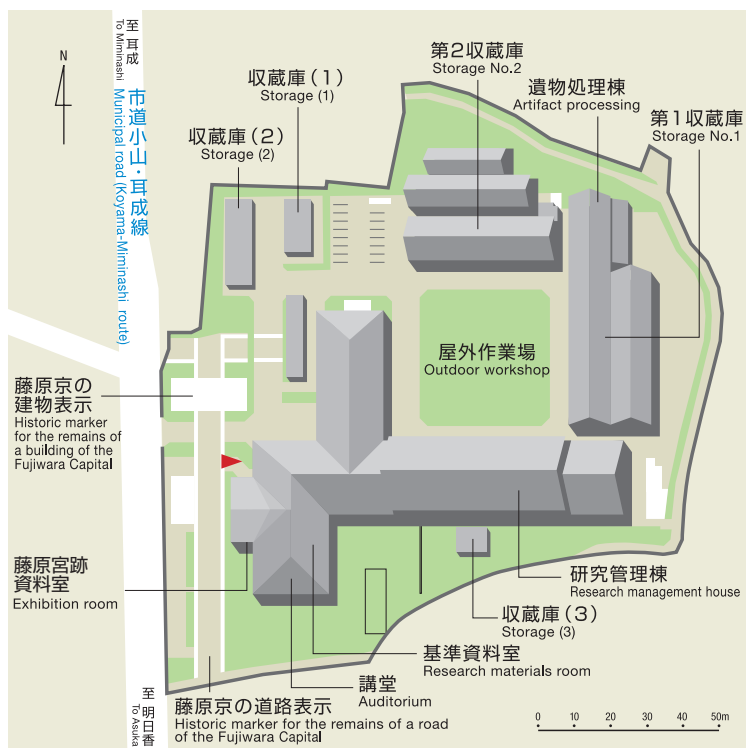 N
至 耳成
To Miminashi
市道小山・耳成線
Municipal road (Koyama-Miminashi route)
収蔵庫(1)
Storage (1)
収蔵庫(2)
Storage (2)
第2収蔵庫
Storage No.2
遺物処理棟
Artifact processing
第1収蔵庫
Storage No.1
屋外作業場
Outdoor workshop
藤原京の
建物表示
Historic marker
for the remains of
a building of the
Fujiwara Capital
藤原宮跡
資料室
Exhibition room
研究管理棟
Research management house
収蔵庫(3)
Storage (3)
基準資料室
Research materials room
講堂
Auditorium
藤原京の道路表示
Historic marker for the remains of a road
of the Fujiwara Capital
至 明日香
To Asuka
0 10 20 30 40 50m